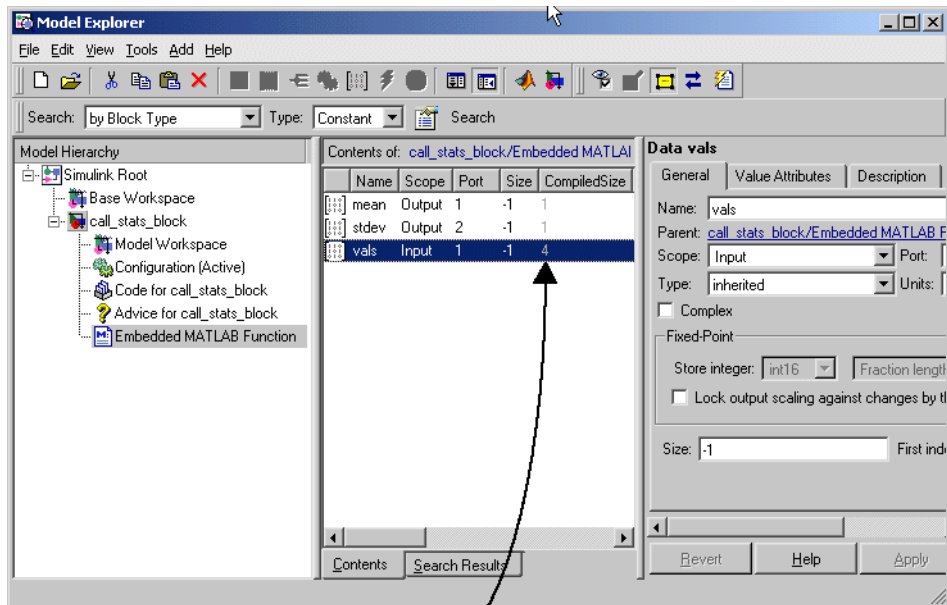 Model Explorer
File Edit View Tools Add Help
Search: by Block Type Type: Constant Search
Model Hierarchy
Simulink Root
Base Workspace
call_stats_block
Model Workspace
Configuration (Active)
Code for call_stats_block
Advice for call_stats_block
Embedded MATLAB Function
Contents of: call_stats_block/Embedded MATLAI
Name Scope Port Size CompiledSize
mean Output 1 -1 1
stdev Output 2 -1 1
vals Input 1 -1 4
Contents Search Results
Data vals
General Value Attributes Description
Name: vals
Parent: call_stats_block/Embedded MATLAB F
Scope: Input Port:
Type: inherited Units:
Complex
Fixed-Point
Store integer: int16 Fraction length
Lock output scaling against changes by
Size: -1 First inde
Revert Help Apply